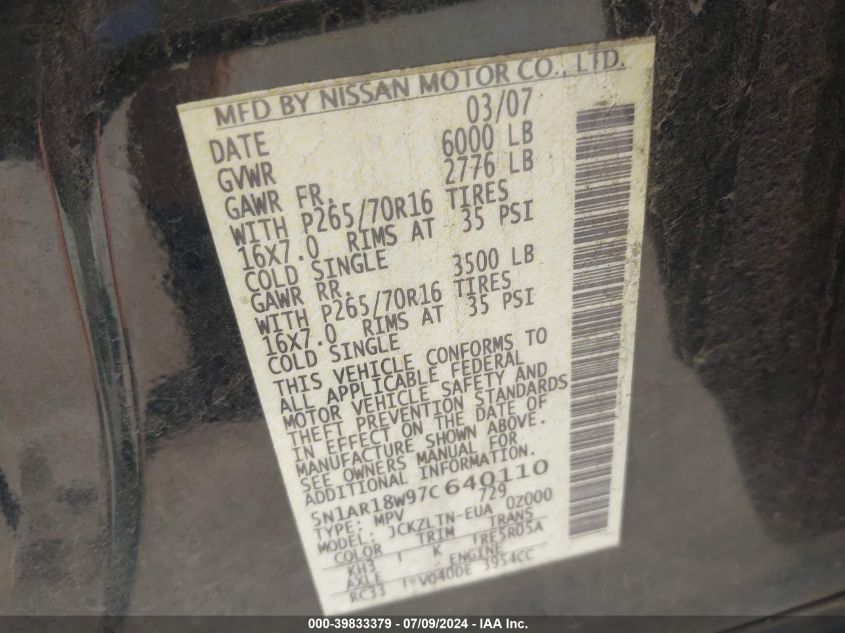 MFD BY NISSAN MOTOR CO., LTD.
DATE 03/07
GVWR 6000 LB
GAWR FR. 2776 LB
WITH P265/70R16 TIRES
16X7.0 RIMS AT 35 PSI
COLD SINGLE
GAWR RR. 3500 LB
WITH P265/70R16 TIRES
16X7.0 RIMS AT 35 PSI
COLD SINGLE
THIS VEHICLE CONFORMS TO
ALL APPLICABLE FEDERAL
MOTOR VEHICLE SAFETY AND
THEFT PREVENTION STANDARDS
IN EFFECT ON THE DATE OF
MANUFACTURE SHOWN ABOVE.
SEE OWNERS MANUAL FOR
ADDITIONAL INFORMATION.
5N1AR18W97C640110
TYPE: MPV 729
MODEL: JCKZLTN-EUA 02000
COLOR TRIM TRANS
KH3 K RE5R05A
AXLE ENGINE
RC33 VQ40DE 3954CC
000-39833379 / 07/09/2024 - IAA Inc.